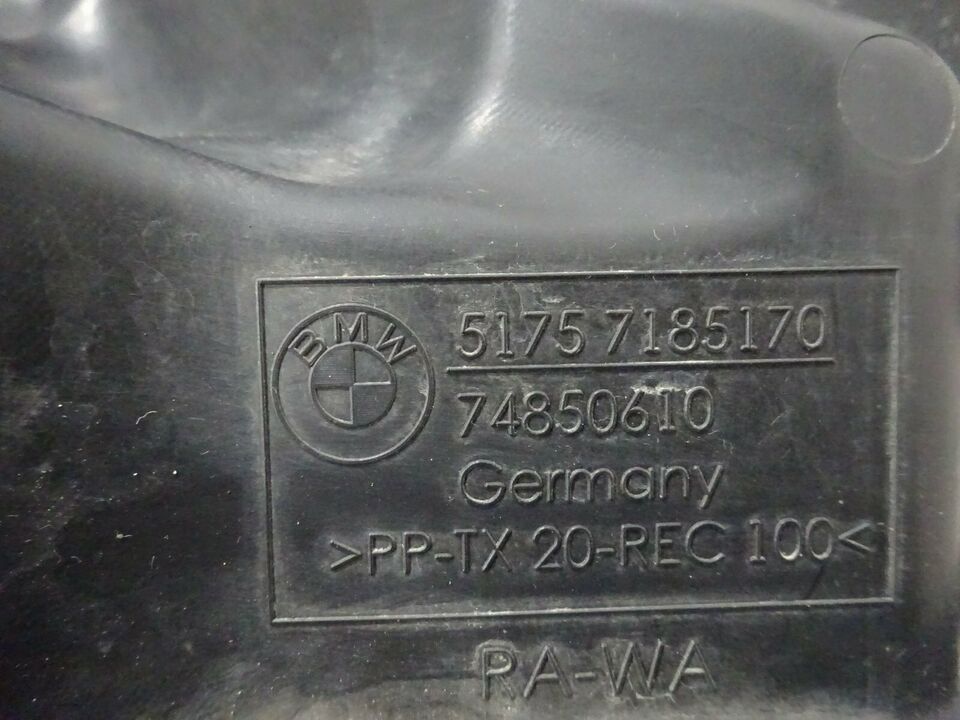 BMW
5175 7185170
74850610
Germany
>PP-TX 20-REC 100<
RA-WA